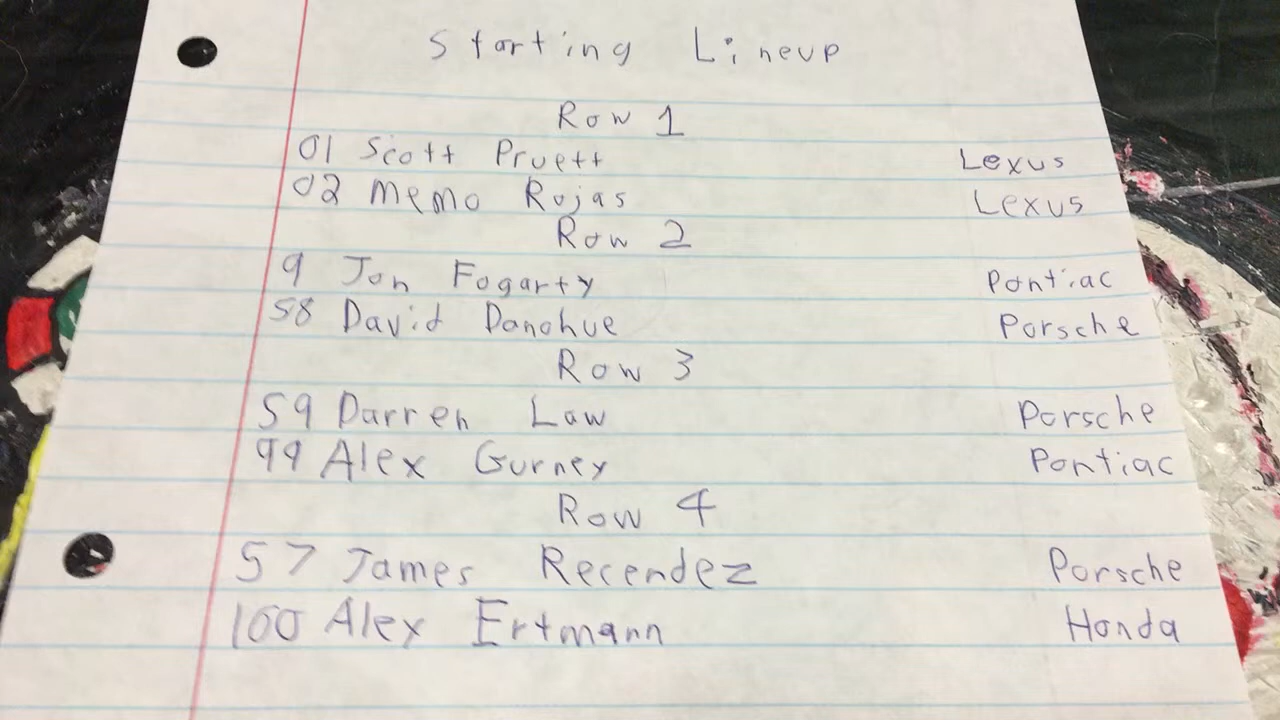 Starting Lineup
Row 1
01 Scott Pruett Lexus
02 Memo Rojas Lexus
Row 2
9 Jon Fogarty Pontiac
58 David Donohue Porsche
Row 3
59 Darren Law Porsche
99 Alex Gurney Pontiac
Row 4
57 James Recendez Porsche
100 Alex Ertmann Honda